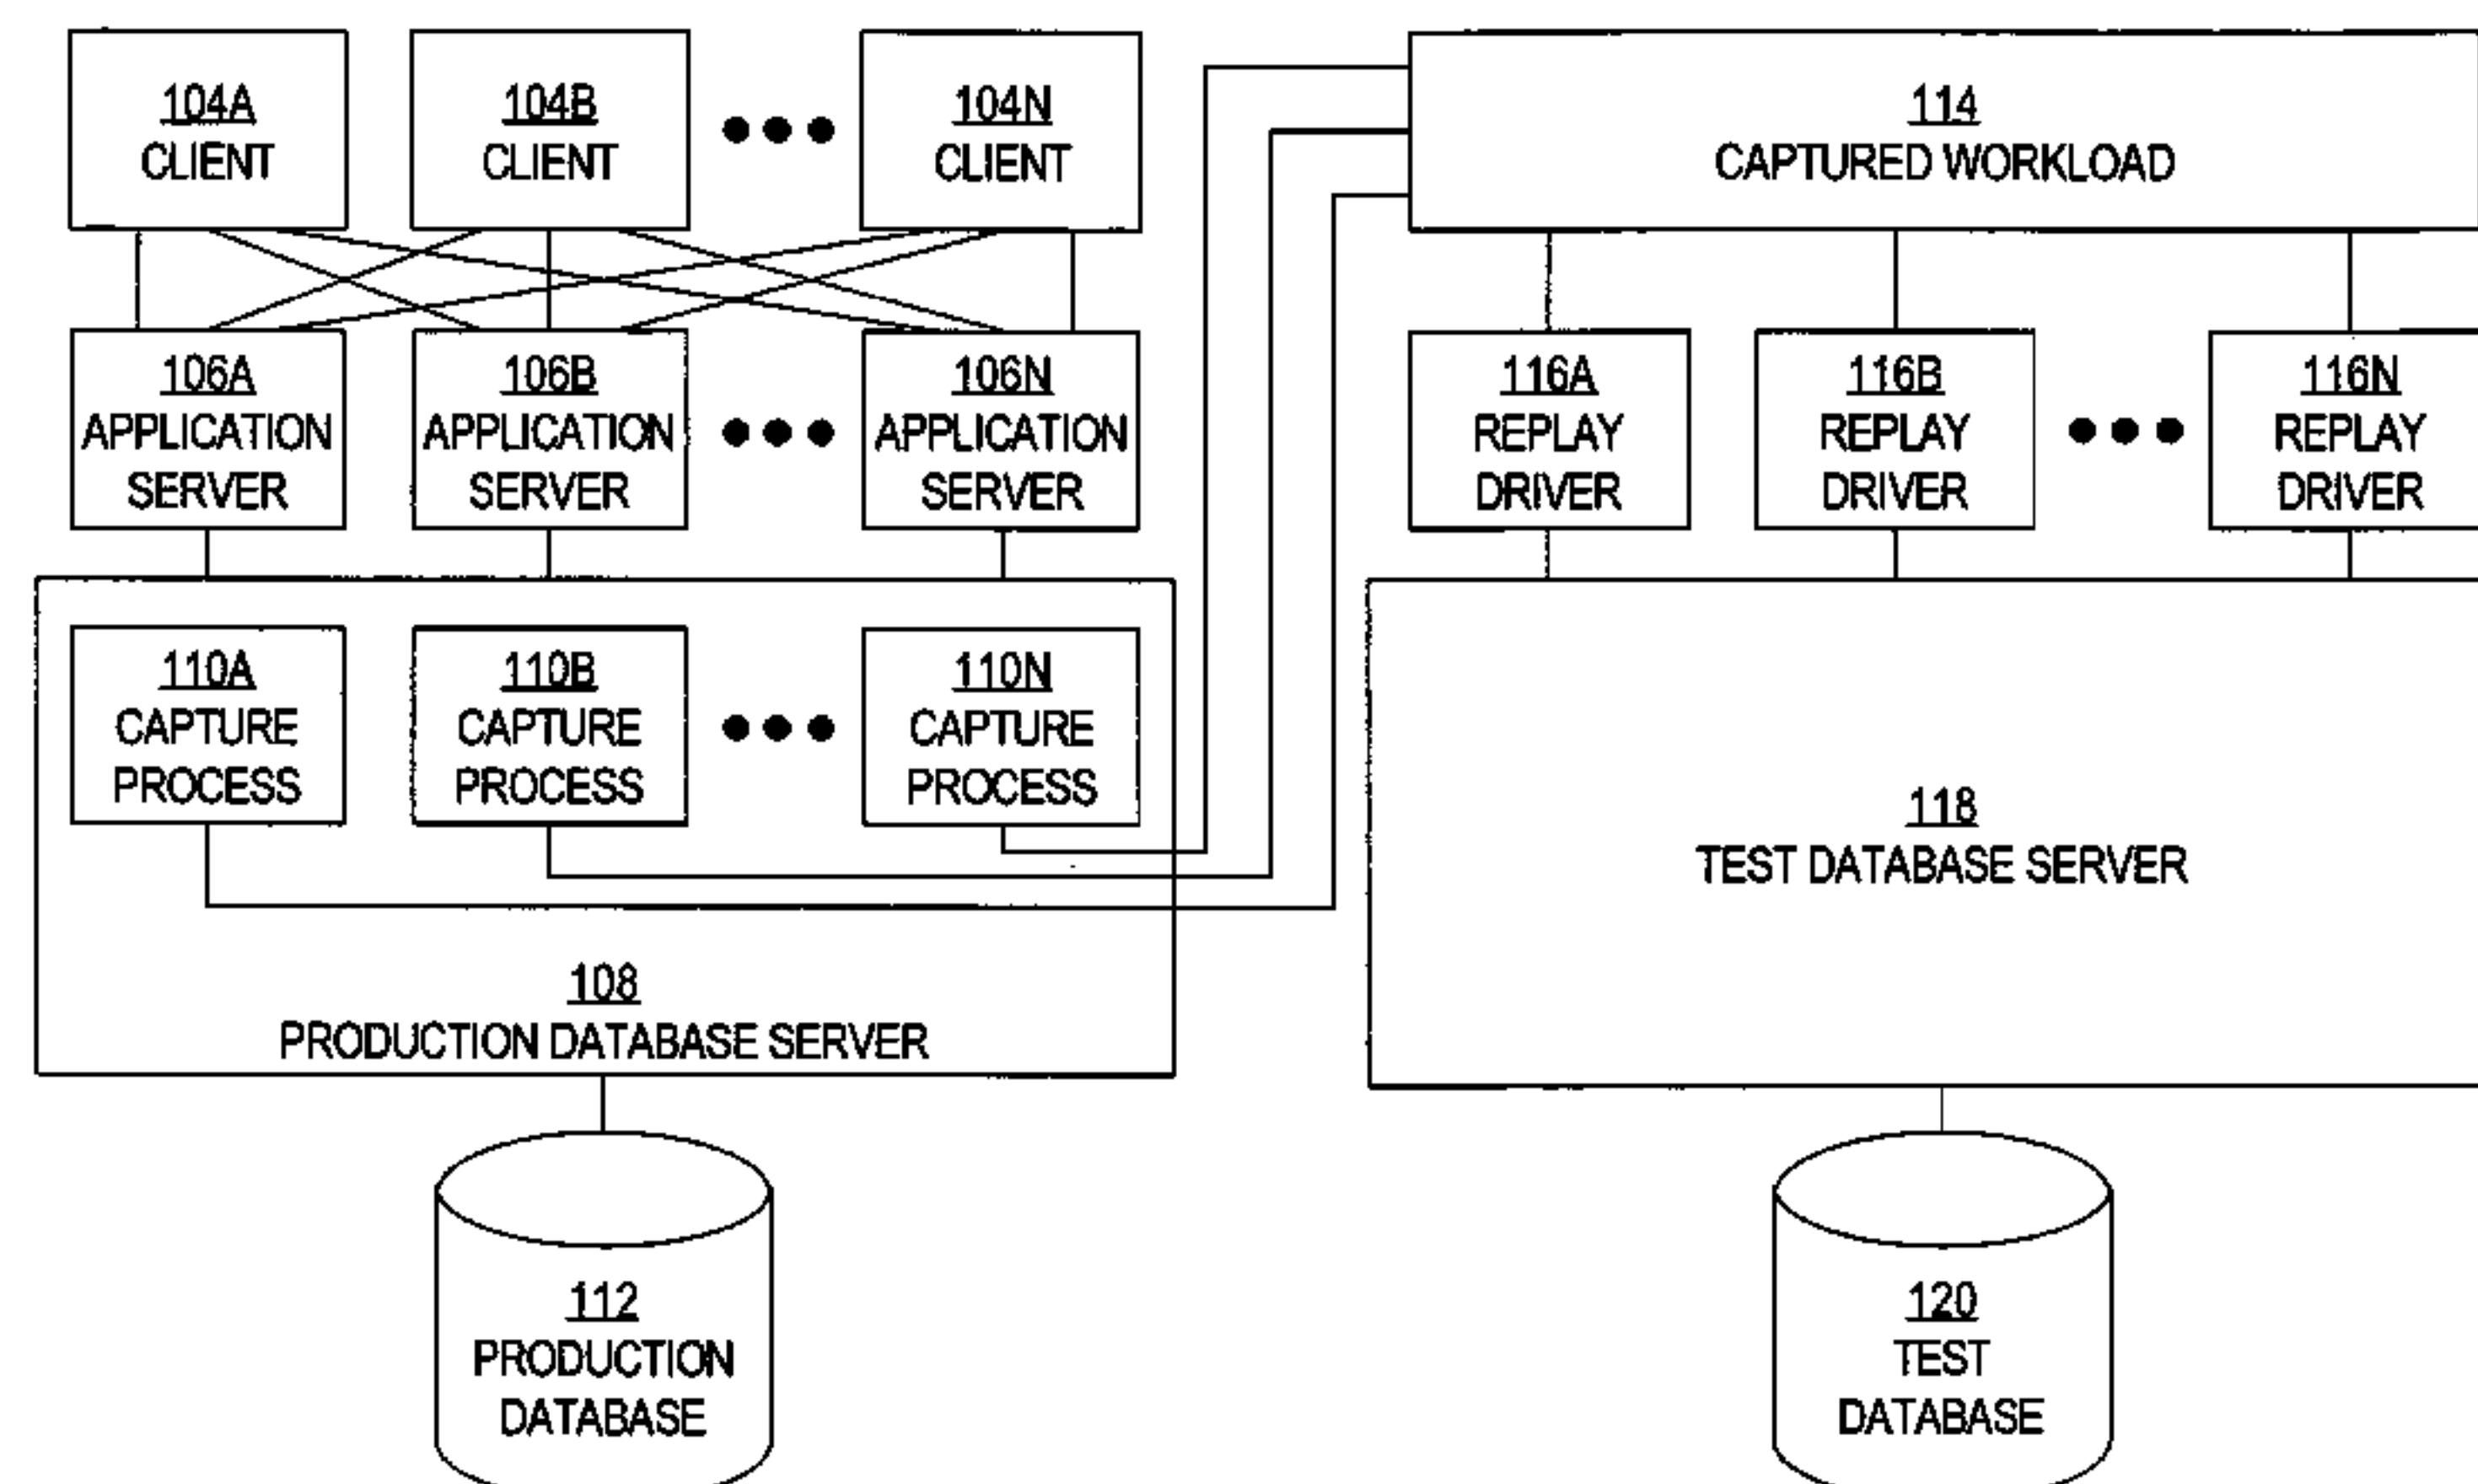 104A
CLIENT
104B
CLIENT
104N
CLIENT
114
CAPTURED WORKLOAD
106A
APPLICATION
SERVER
106B
APPLICATION
SERVER
106N
APPLICATION
SERVER
116A
REPLAY
DRIVER
116B
REPLAY
DRIVER
116N
REPLAY
DRIVER
110A
CAPTURE
PROCESS
110B
CAPTURE
PROCESS
110N
CAPTURE
PROCESS
108
PRODUCTION DATABASE SERVER
118
TEST DATABASE SERVER
112
PRODUCTION
DATABASE
120
TEST
DATABASE